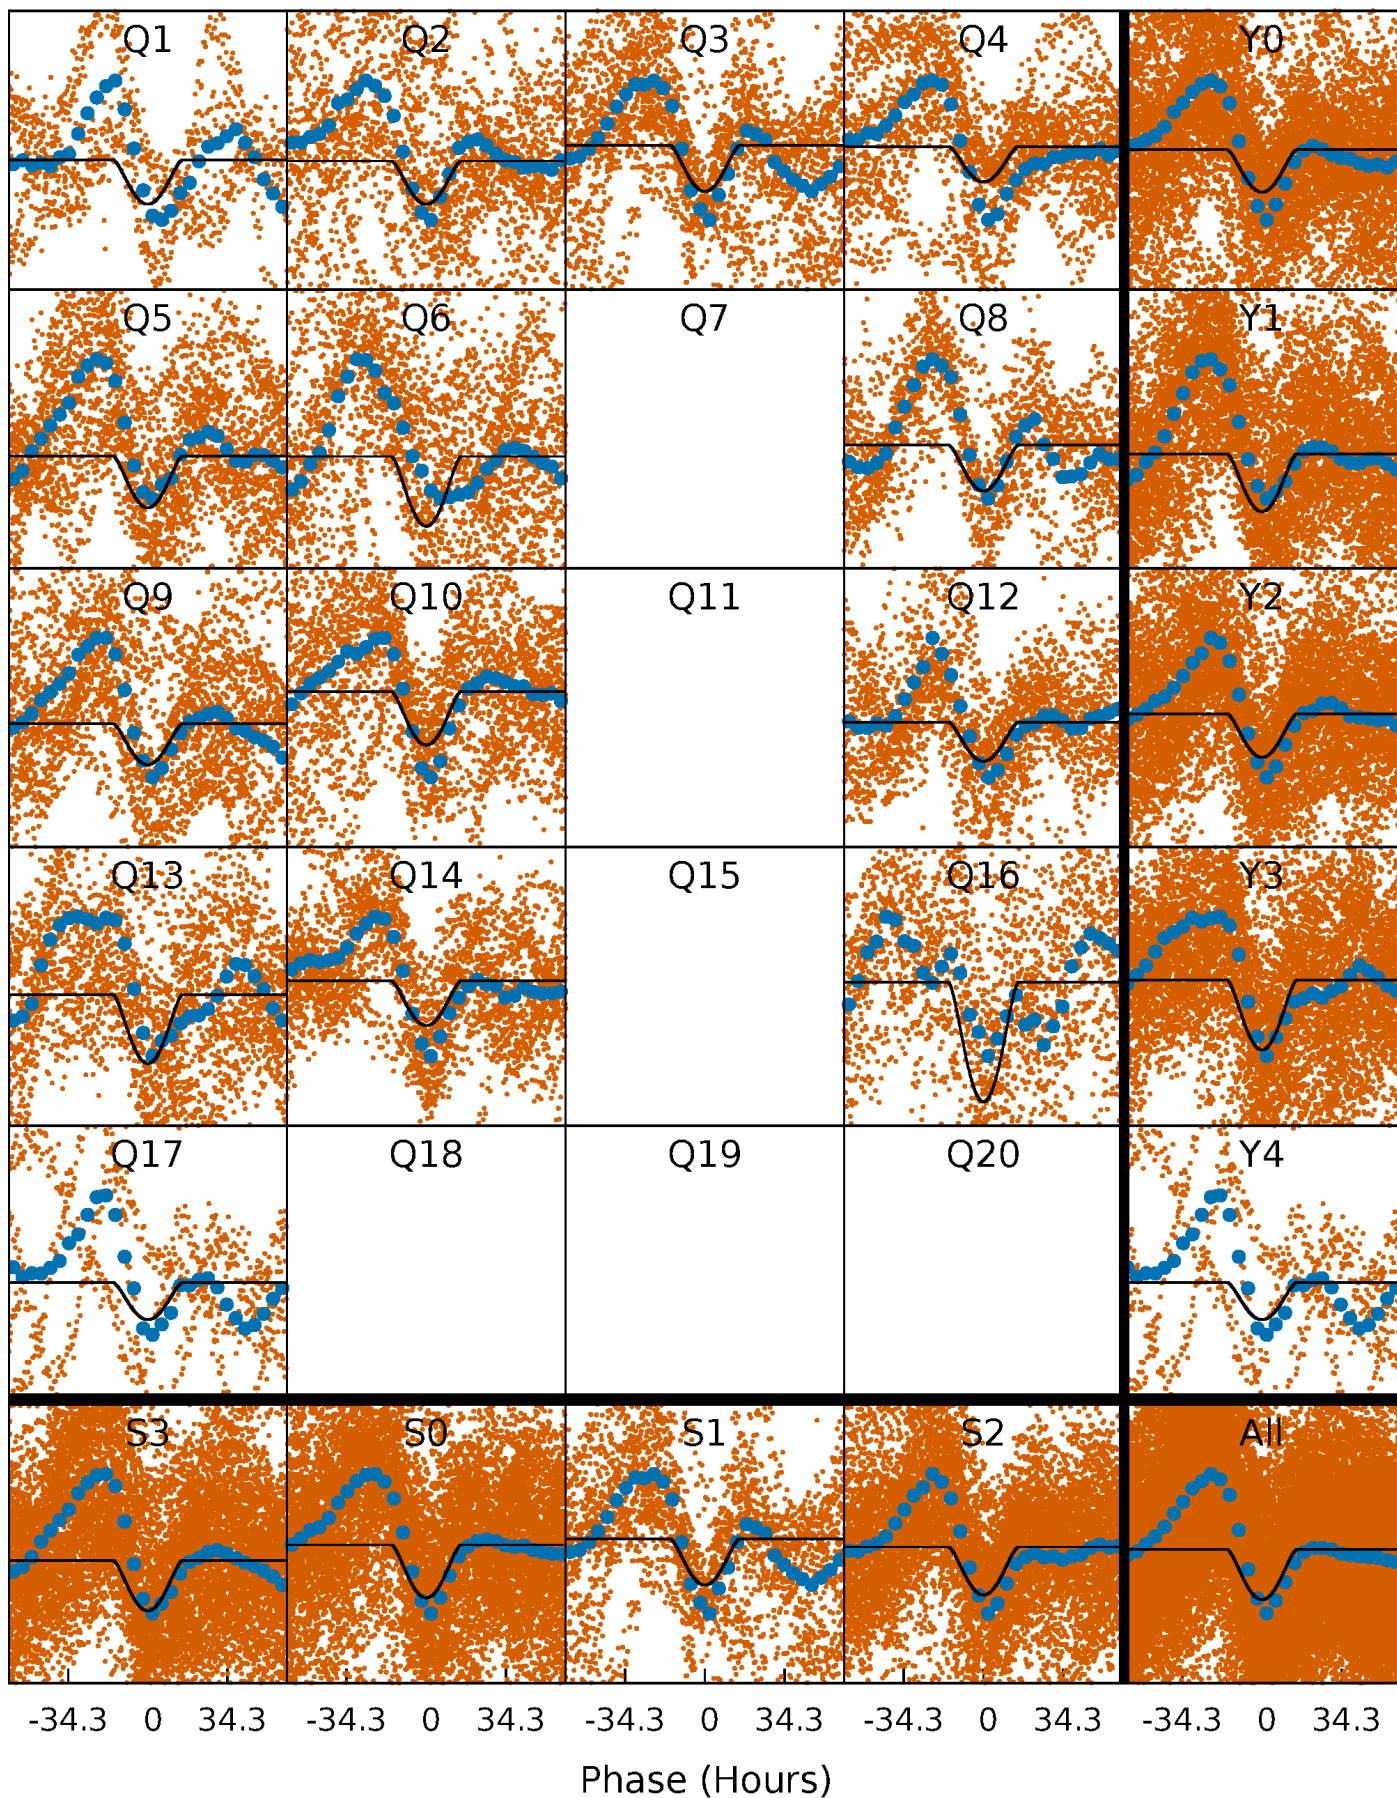 Q1 Q2 Q3 Q4 Y0
Q5 Q6 Q7 Q8 Y1
Q9 Q10 Q11 Q12 Y2
Q13 Q14 Q15 Q16 Y3
Q17 Q18 Q19 Q20 Y4
S3 S0 S1 S2 All
-34.3 0 34.3 -34.3 0 34.3 -34.3 0 34.3 -34.3 0 34.3 -34.3 0 34.3
Phase (Hours)